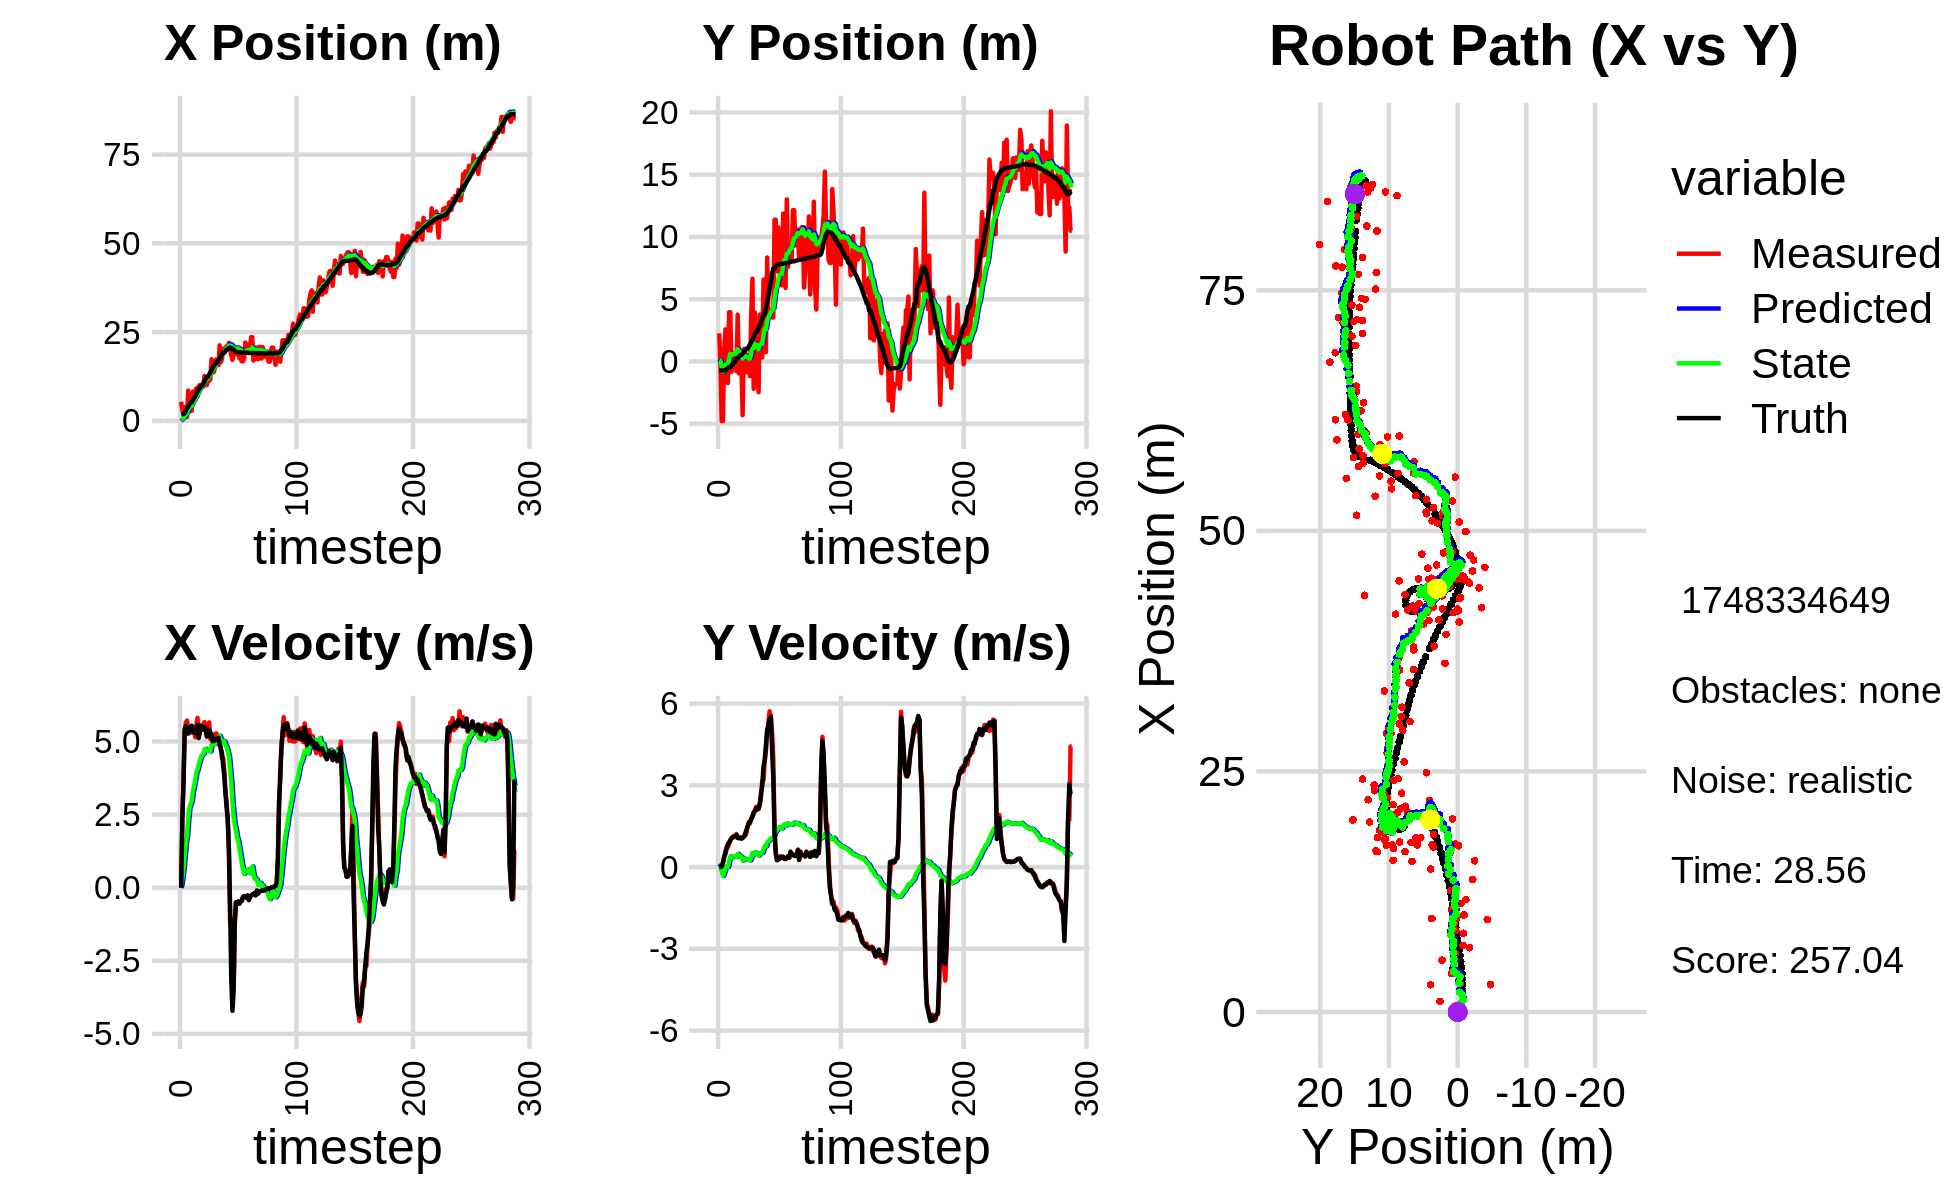 X Position (m)
75
50
25
0
0
100
200
300
timestep
Y Position (m)
20
15
10
5
0
-5
0
100
200
300
timestep
X Velocity (m/s)
5.0
2.5
0.0
-2.5
-5.0
0
100
200
300
timestep
Y Velocity (m/s)
6
3
0
-3
-6
0
100
200
300
timestep
Robot Path (X vs Y)
X Position (m)
75
50
25
0
20 10 0 -10 -20
Y Position (m)
variable
Measured
Predicted
State
Truth
1748334649
Obstacles: none
Noise: realistic
Time: 28.56
Score: 257.04